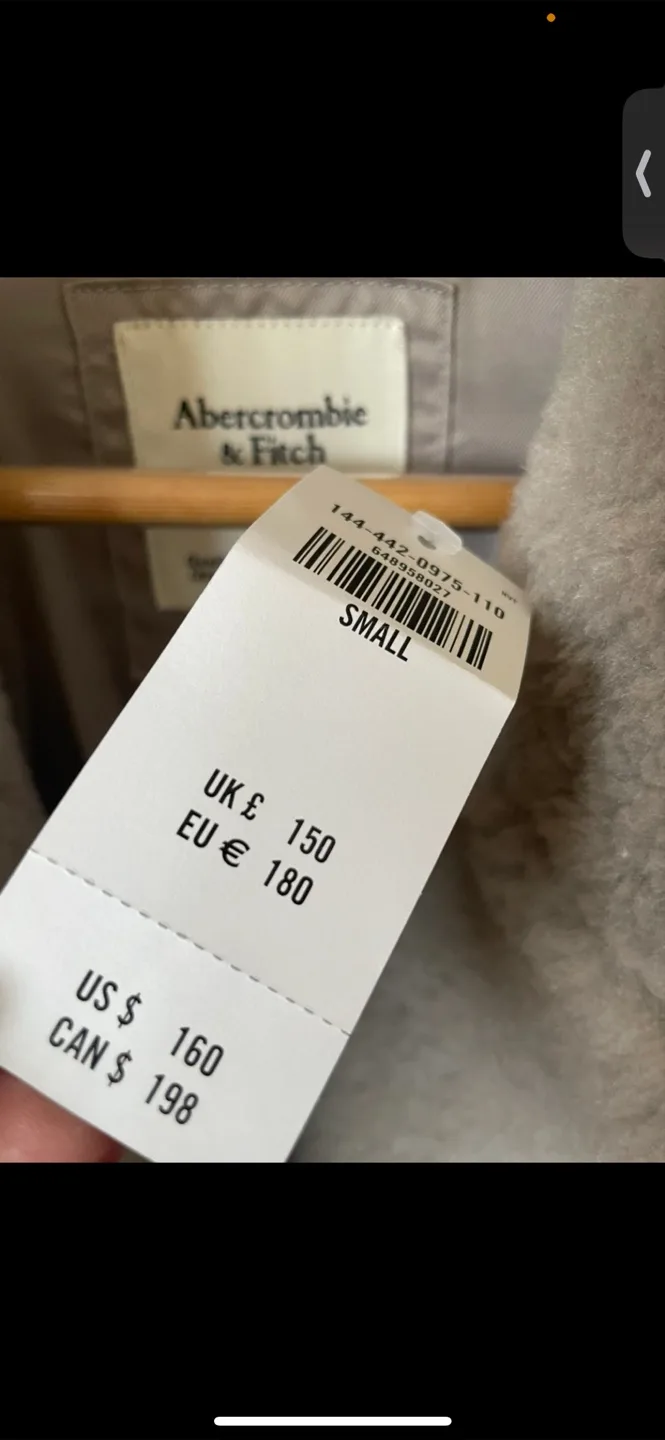 Abercrombie
& Fitch
144-442-0975-110
648958027
SMALL
UK £ 150
EU € 180
US $ 160
CAN $ 198